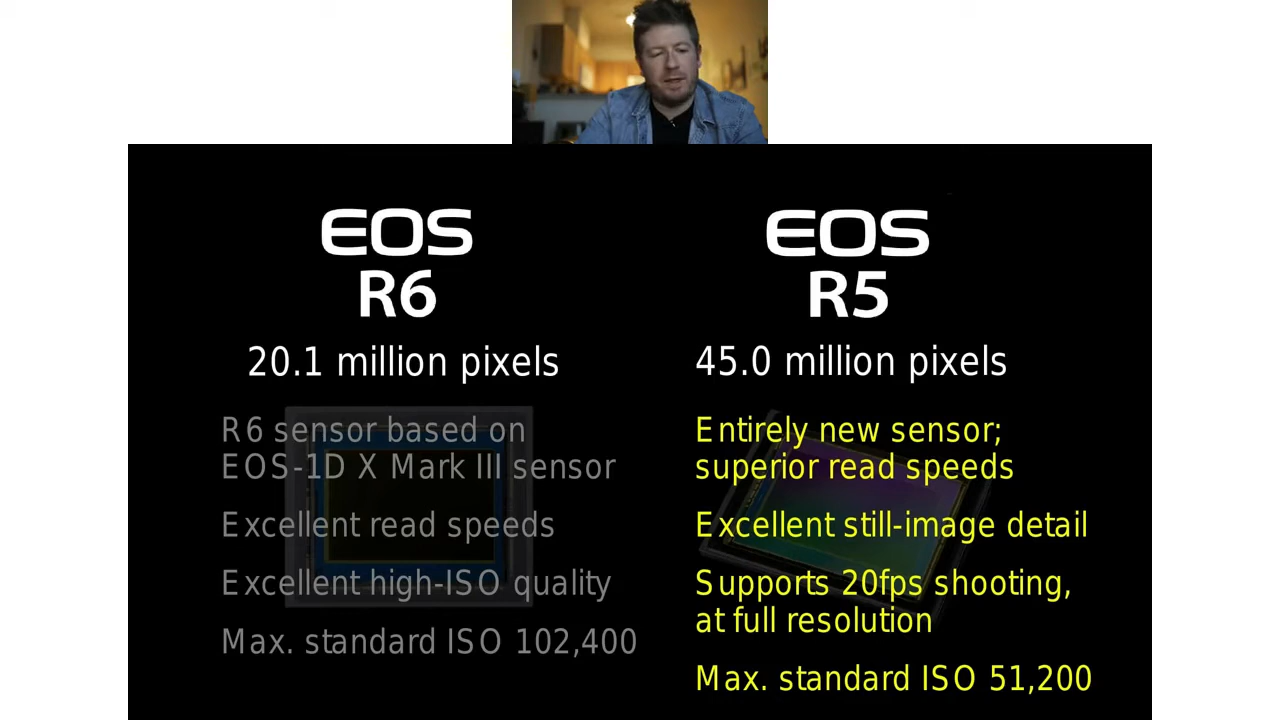 EOS
R6
20.1 million pixels
R6 sensor based on
EOS-1D X Mark III sensor
Excellent read speeds
Excellent high-ISO quality
Max. standard ISO 102,400
EOS
R5
45.0 million pixels
Entirely new sensor;
superior read speeds
Excellent still-image detail
Supports 20fps shooting,
at full resolution
Max. standard ISO 51,200